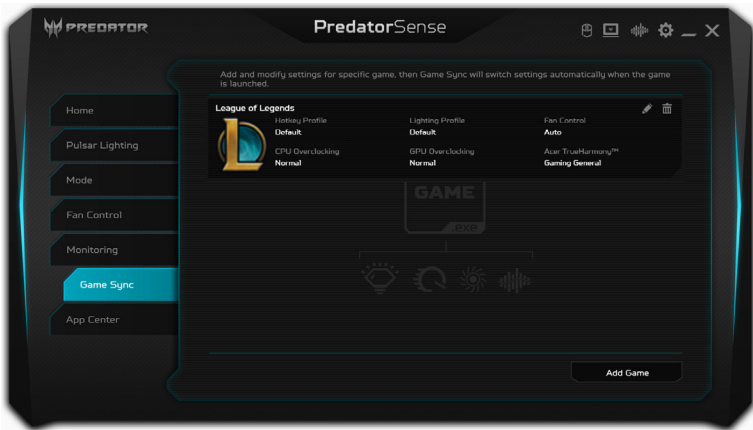 PREDATOR
PredatorSense
Add and modify settings for specific game, then Game Sync will switch settings automatically when the game
is launched.
Home
Pulsar Lighting
Mode
Fan Control
Monitoring
Game Sync
App Center
League of Legends
Hotkey Profile Lighting Profile Fan Control
Default Default Auto
CPU Overclocking GPU Overclocking Acer TrueHarmony™
Normal Normal Gaming General
L
GAME
exe
Add Game